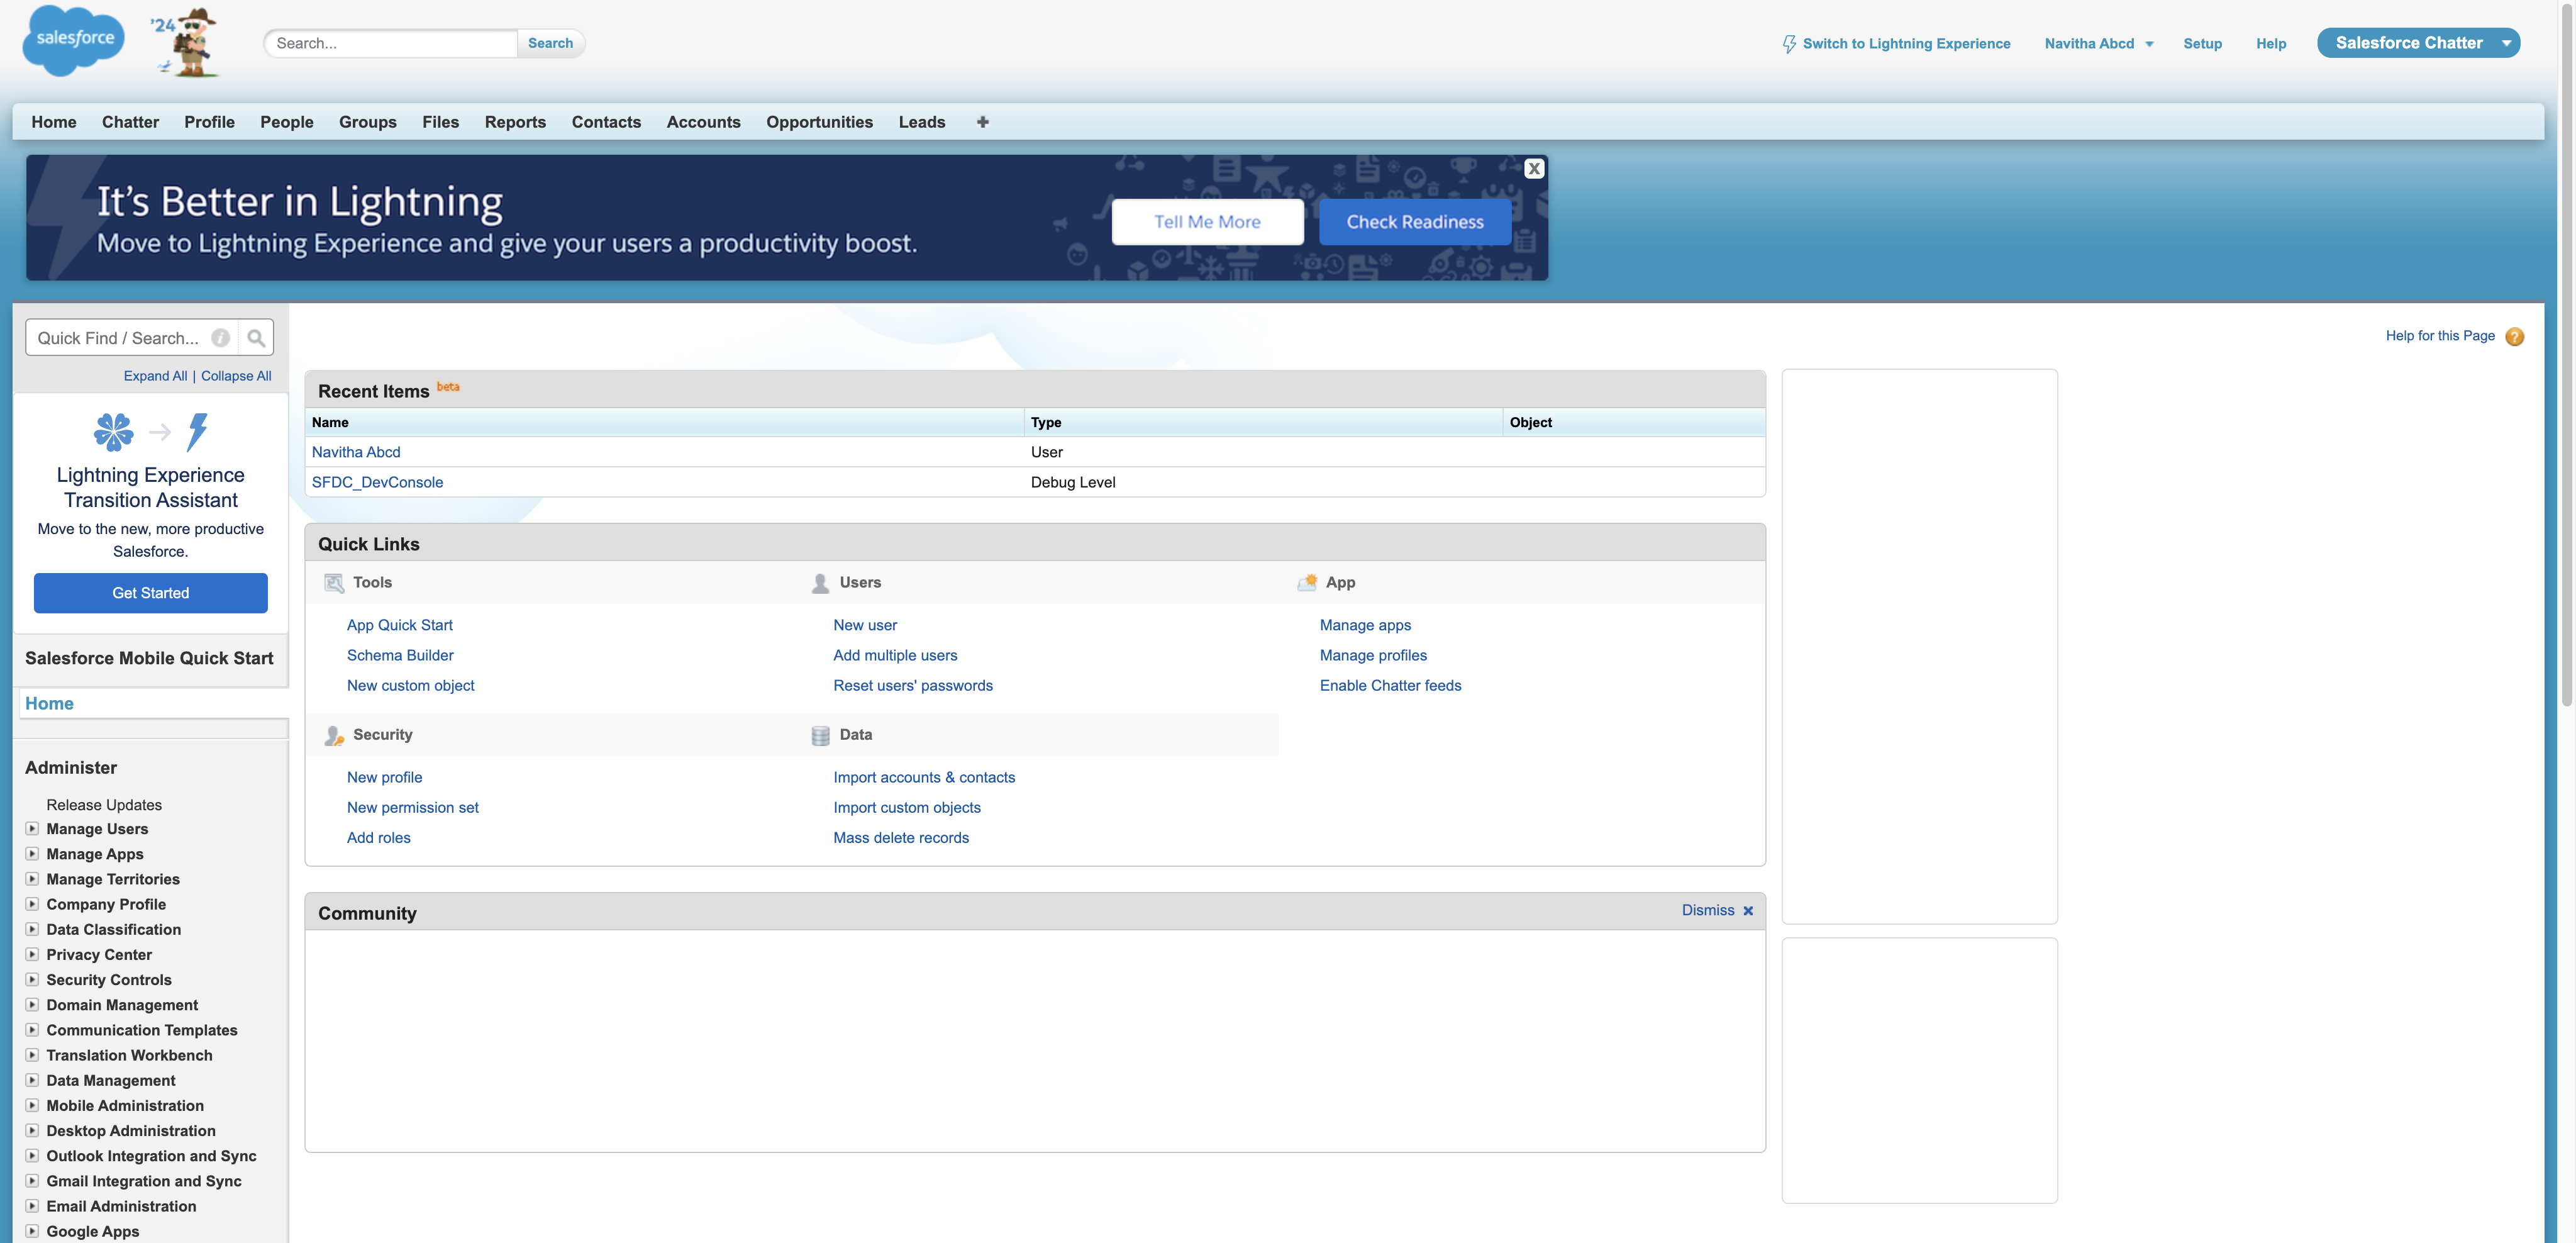 salesforce
'24
Search...
Search
Switch to Lightning Experience
Navitha Abcd
Setup
Help
Salesforce Chatter
Home
Chatter
Profile
People
Groups
Files
Reports
Contacts
Accounts
Opportunities
Leads
It's Better in Lightning
Move to Lightning Experience and give your users a productivity boost.
Tell Me More
Check Readiness
X
Quick Find / Search...
Expand All | Collapse All
Lightning Experience
Transition Assistant
Move to the new, more productive
Salesforce.
Get Started
Salesforce Mobile Quick Start
Home
Administer
Release Updates
Manage Users
Manage Apps
Manage Territories
Company Profile
Data Classification
Privacy Center
Security Controls
Domain Management
Communication Templates
Translation Workbench
Data Management
Mobile Administration
Desktop Administration
Outlook Integration and Sync
Gmail Integration and Sync
Email Administration
Google Apps
Help for this Page
Recent Items beta
Name Type Object
Navitha Abcd User
SFDC_DevConsole Debug Level
Quick Links
Tools
App Quick Start
Schema Builder
New custom object
Users
New user
Add multiple users
Reset users' passwords
App
Manage apps
Manage profiles
Enable Chatter feeds
Security
New profile
New permission set
Add roles
Data
Import accounts & contacts
Import custom objects
Mass delete records
Community
Dismiss